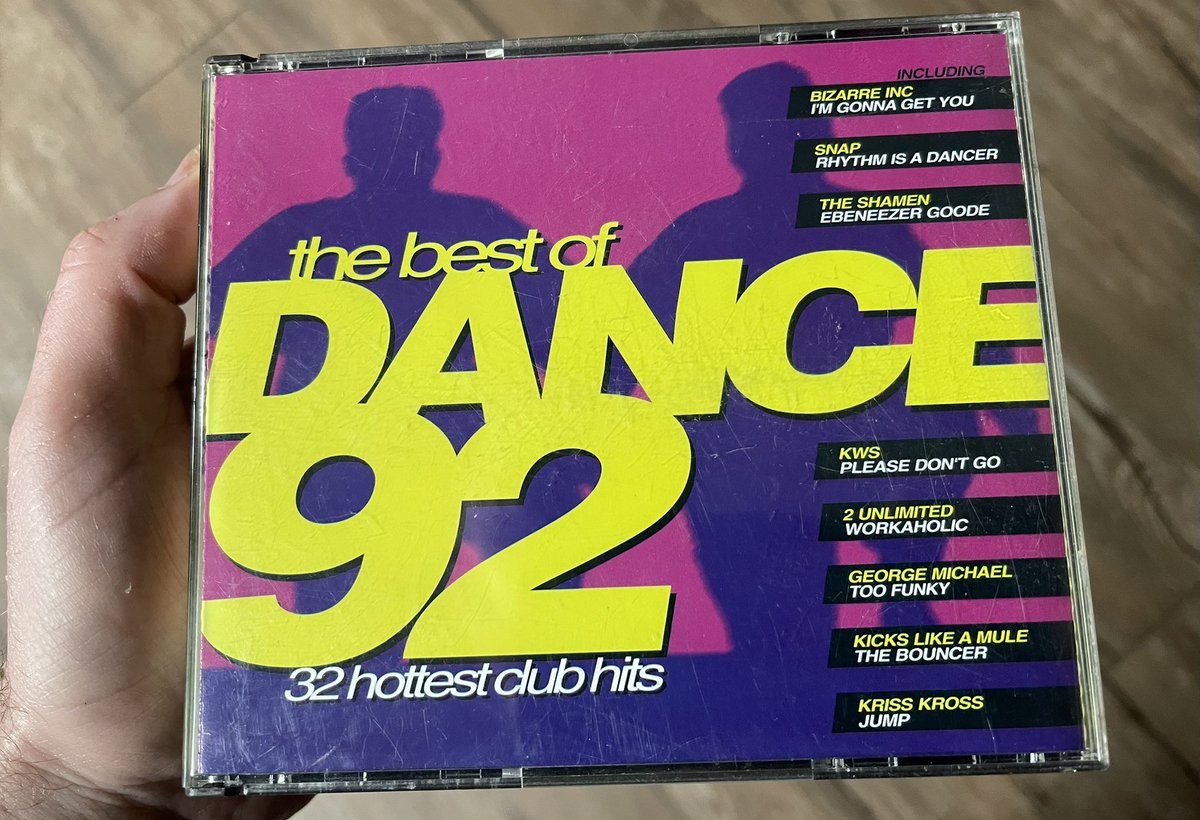 INCLUDING
BIZARRE INC
I'M GONNA GET YOU
SNAP
RHYTHM IS A DANCER
THE SHAMEN
EBENEEZER GOODE
the best of
DANCE
92
32 hottest club hits
KWS
PLEASE DON'T GO
2 UNLIMITED
WORKAHOLIC
GEORGE MICHAEL
TOO FUNKY
KICKS LIKE A MULE
THE BOUNCER
KRISS KROSS
JUMP